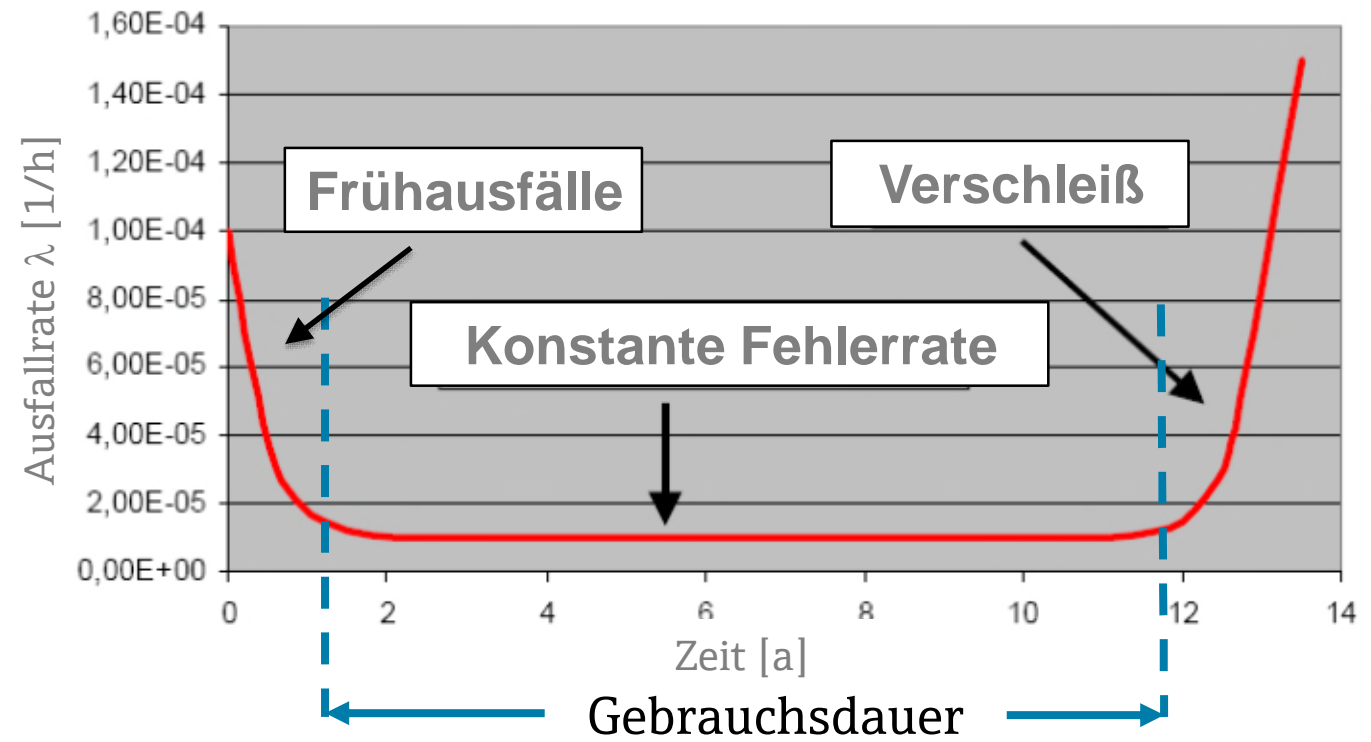 1,60E-04
1,40E-04
1,20E-04
1,00E-04
8,00E-05
6,00E-05
4,00E-05
2,00E-05
0,00E+00
Ausfallrate λ [1/h]
Frühausfälle
Verschleiß
Konstante Fehlerrate
0 2 4 6 8 10 12 14
Zeit [a]
Gebrauchsdauer